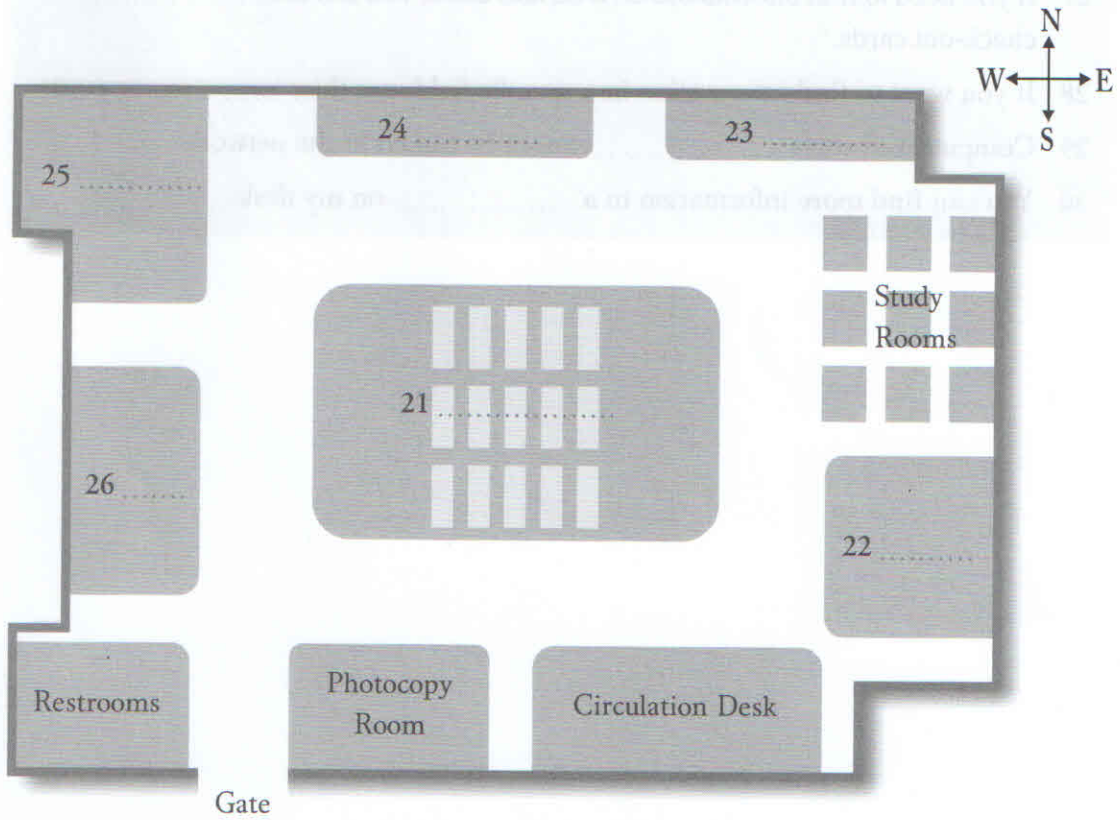 N
W E
S
24 ..................
23 ..................
25 ..................
Study
Rooms
21 ..........................
26 ..........
22 ..............
Restrooms
Photocopy
Room
Circulation Desk
Gate